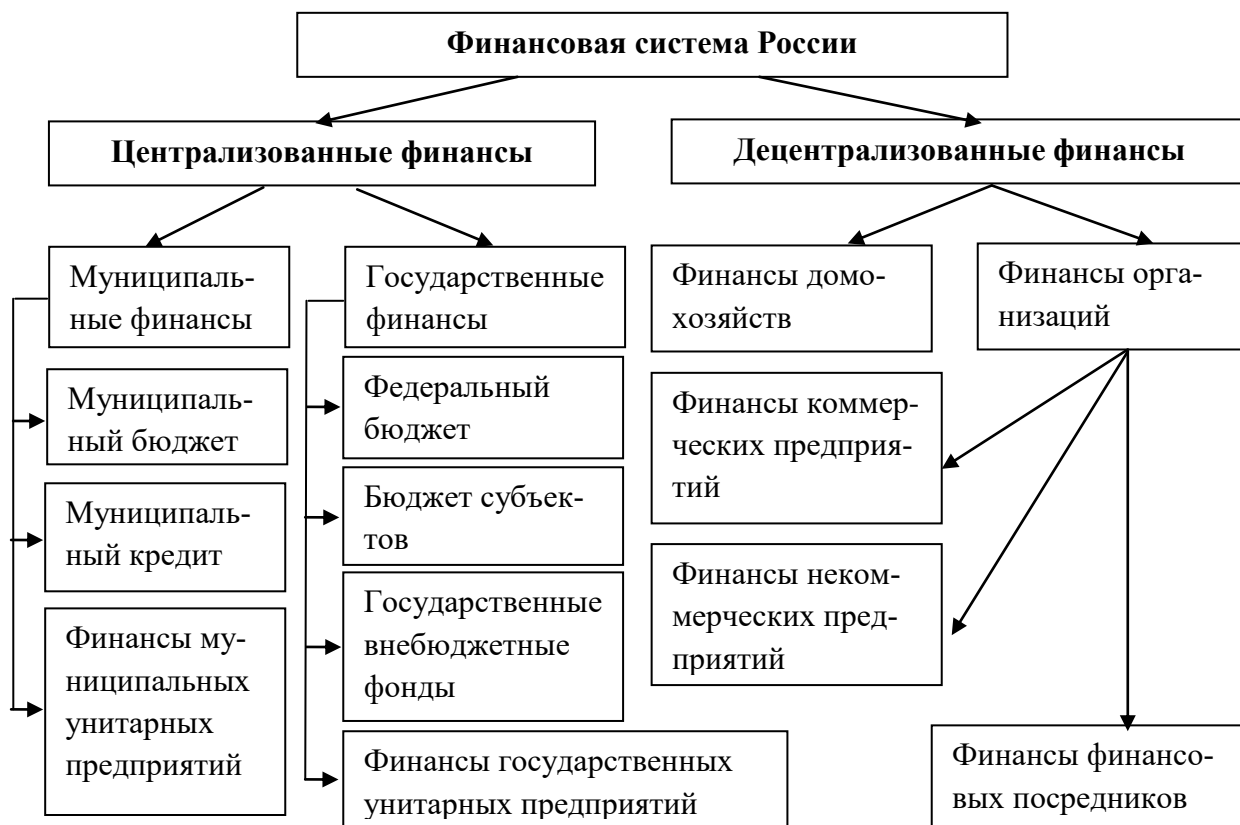 Финансовая система России
Централизованные финансы
Децентрализованные финансы
Муниципаль-
ные финансы
Государственные
финансы
Финансы домо-
хозяйств
Финансы орга-
низаций
Муниципаль-
ный бюджет
Федеральный
бюджет
Финансы коммер-
ческих предприя-
тий
Муниципаль-
ный кредит
Бюджет субъек-
тов
Финансы неком-
мерческих пред-
приятий
Финансы му-
ниципальных
унитарных
предприятий
Государственные
внебюджетные
фонды
Финансы государственных
унитарных предприятий
Финансы финансо-
вых посредников